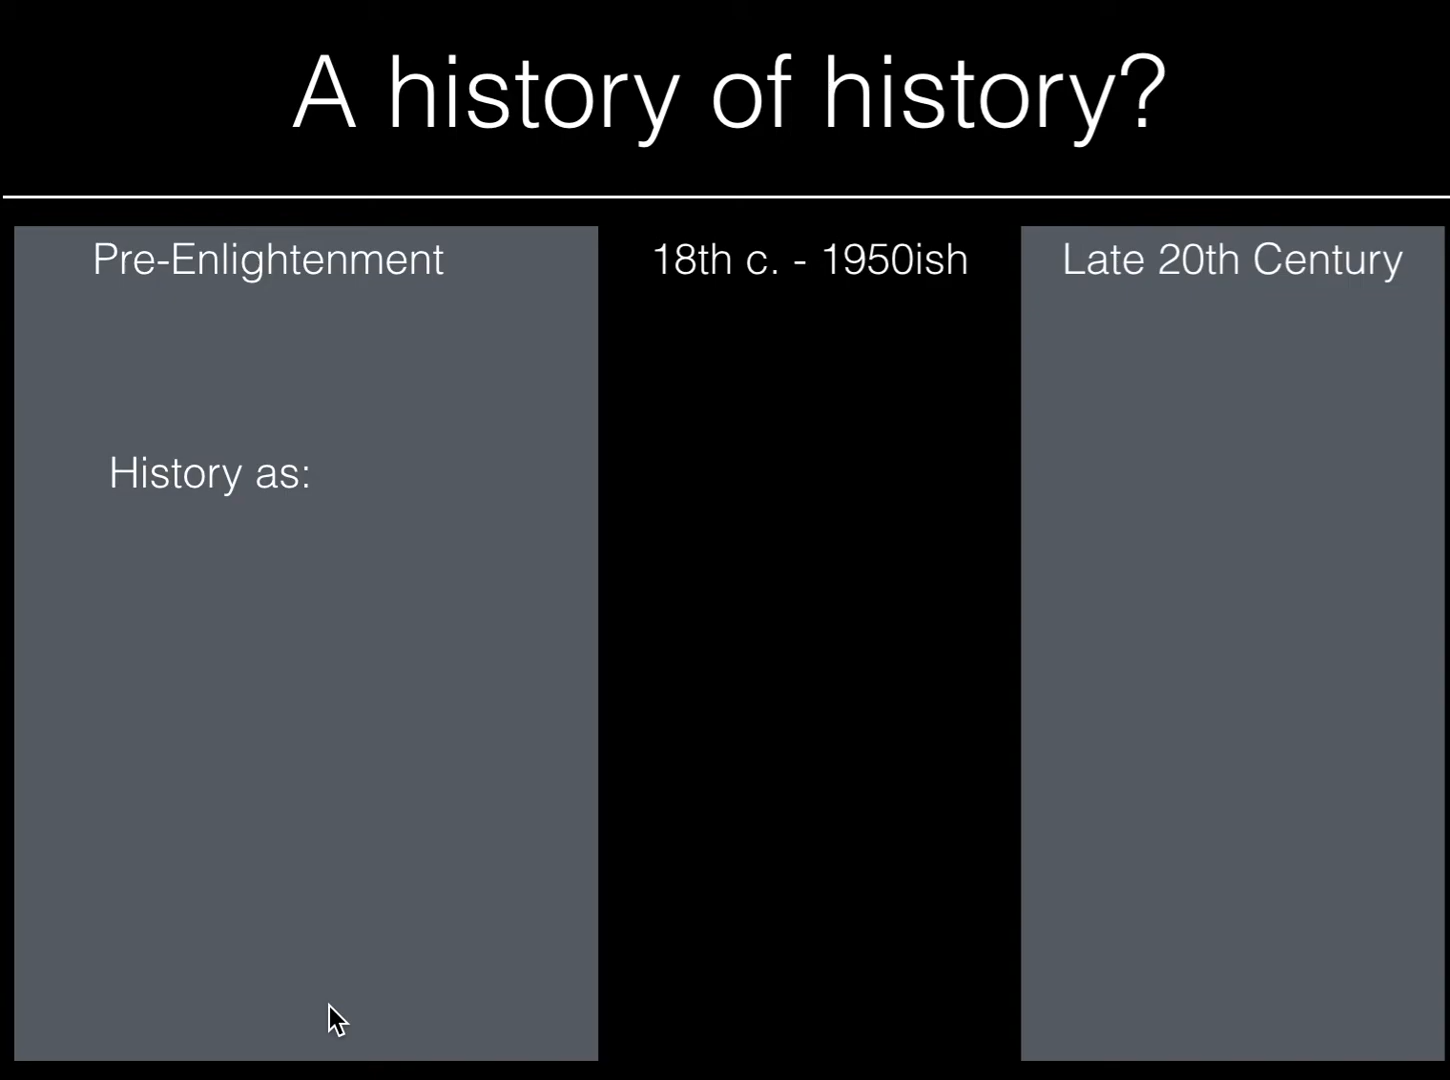 A history of history?
Pre-Enlightenment
18th c. - 1950ish
Late 20th Century
History as: